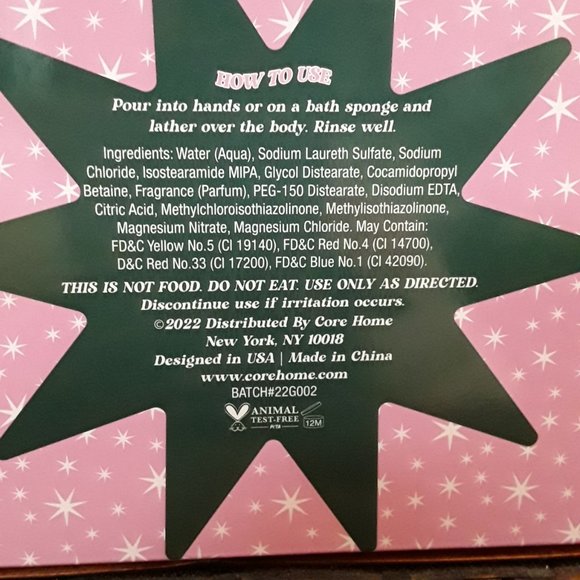 HOW TO USE
Pour into hands or on a bath sponge and
lather over the body. Rinse well.
Ingredients: Water (Aqua), Sodium Laureth Sulfate, Sodium
Chloride, Isostearamide MIPA, Glycol Distearate, Cocamidopropyl
Betaine, Fragrance (Parfum), PEG-150 Distearate, Disodium EDTA,
Citric Acid, Methylchloroisothiazolinone, Methylisothiazolinone,
Magnesium Nitrate, Magnesium Chloride. May Contain:
FD&C Yellow No.5 (CI 19140), FD&C Red No.4 (CI 14700),
D&C Red No.33 (CI 17200), FD&C Blue No.1 (CI 42090).
THIS IS NOT FOOD. DO NOT EAT. USE ONLY AS DIRECTED.
Discontinue use if irritation occurs.
©2022 Distributed By Core Home
New York, NY 10018
Designed in USA | Made in China
www.corehome.com
BATCH#22G002
ANIMAL
TEST-FREE
PETA
12M